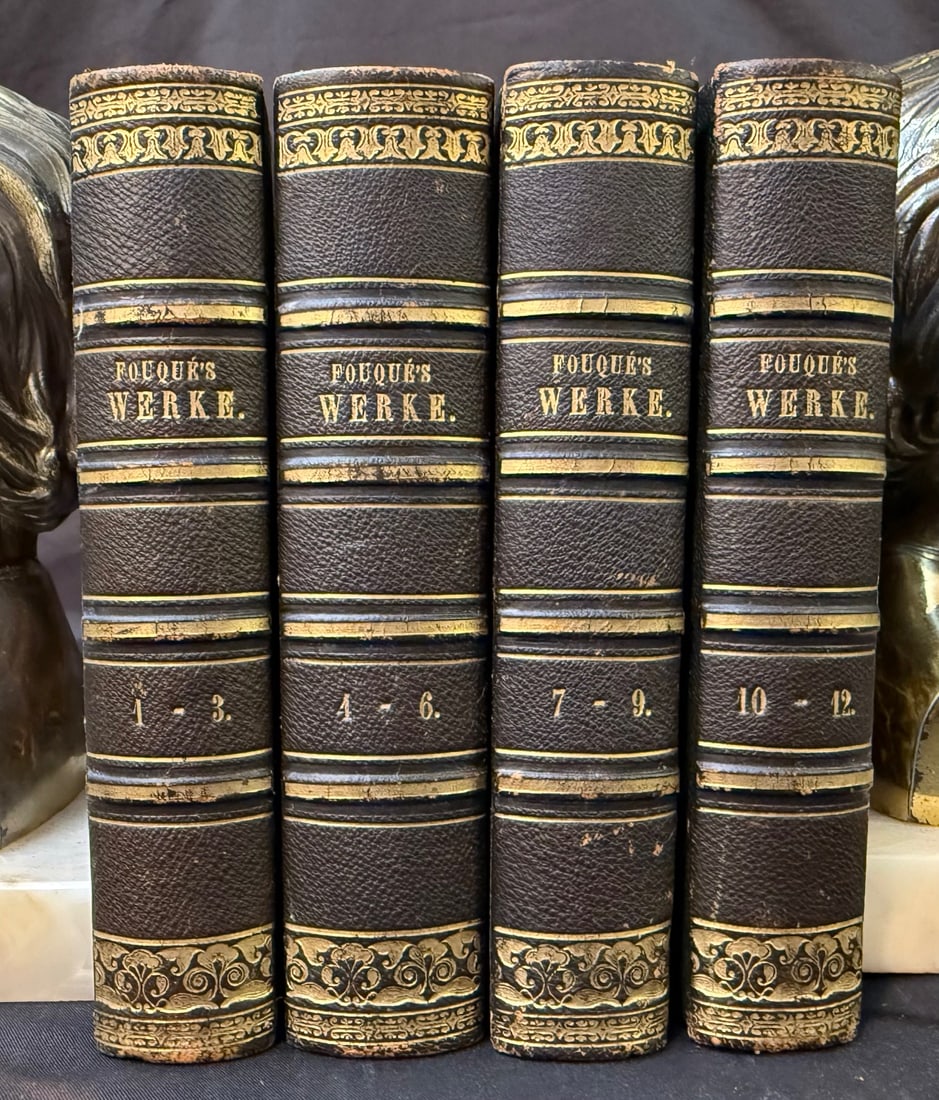 FOUQUÉ'S
WERKE.
1 - 3.
FOUQUÉ'S
WERKE.
4 - 6.
FOUQUÉ'S
WERKE.
7 - 9.
FOUQUÉ'S
WERKE.
10 - 12.